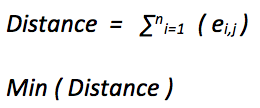 Distance = ∑ⁿᵢ₌₁ ( eᵢ,ⱼ )
Min ( Distance )